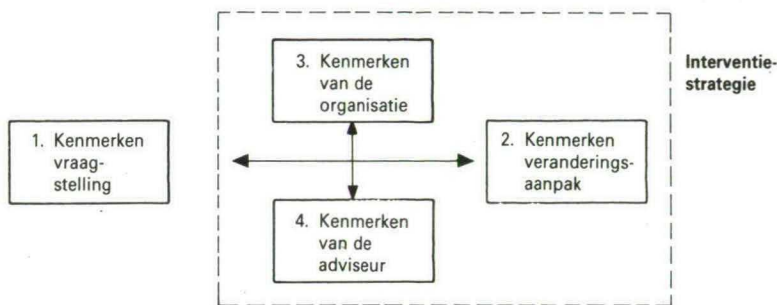 3. Kenmerken
van de
organisatie
Interventie-
strategie
1. Kenmerken
vraag-
stelling
2. Kenmerken
veranderings-
aanpak
4. Kenmerken
van de
adviseur